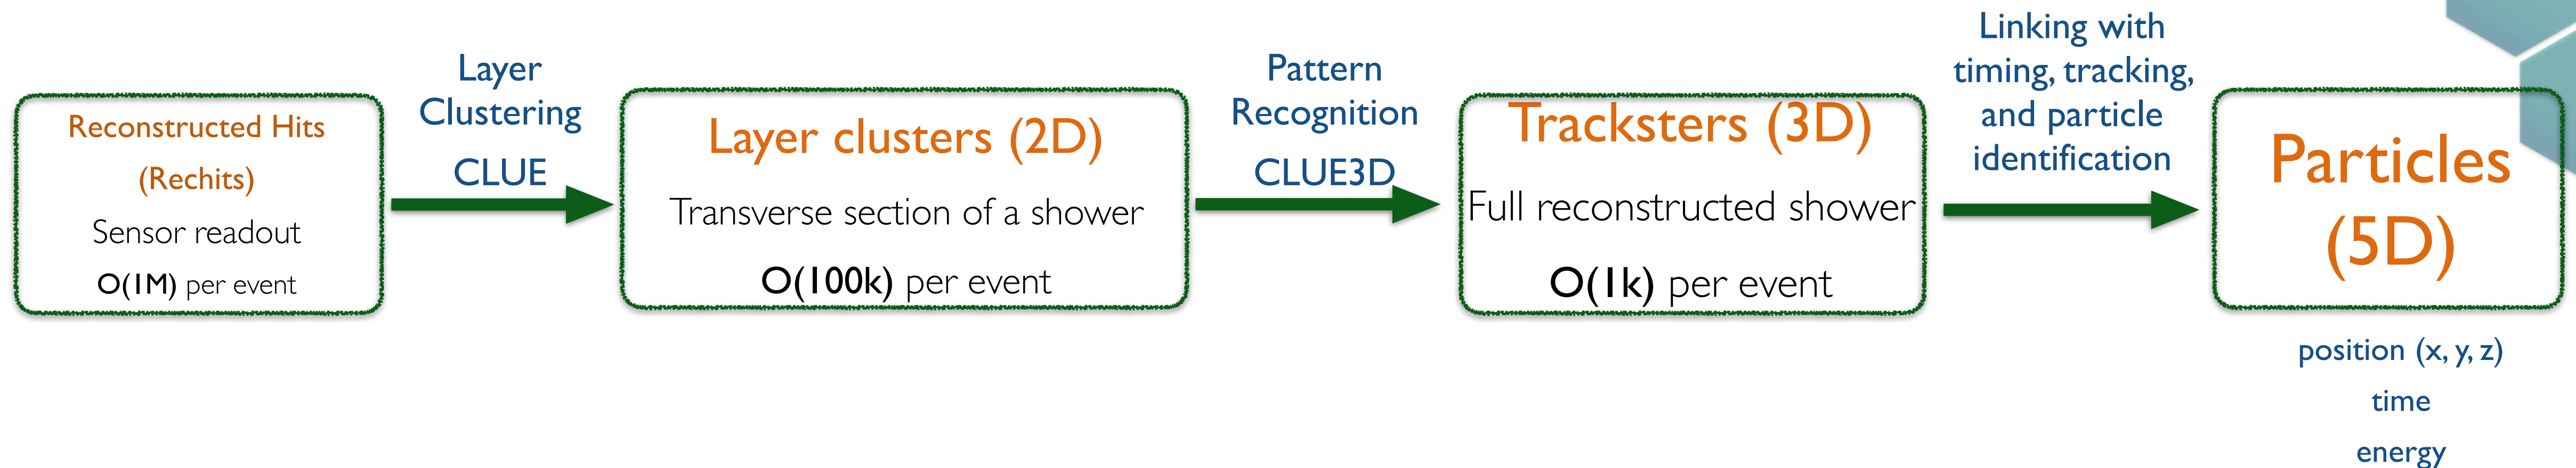 Reconstructed Hits
(Rechits)
Sensor readout
O(1M) per event
Layer
Clustering
CLUE
Layer clusters (2D)
Transverse section of a shower
O(100k) per event
Pattern
Recognition
CLUE3D
Tracksters (3D)
Full reconstructed shower
O(1k) per event
Linking with
timing, tracking,
and particle
identification
Particles
(5D)
position (x, y, z)
time
energy